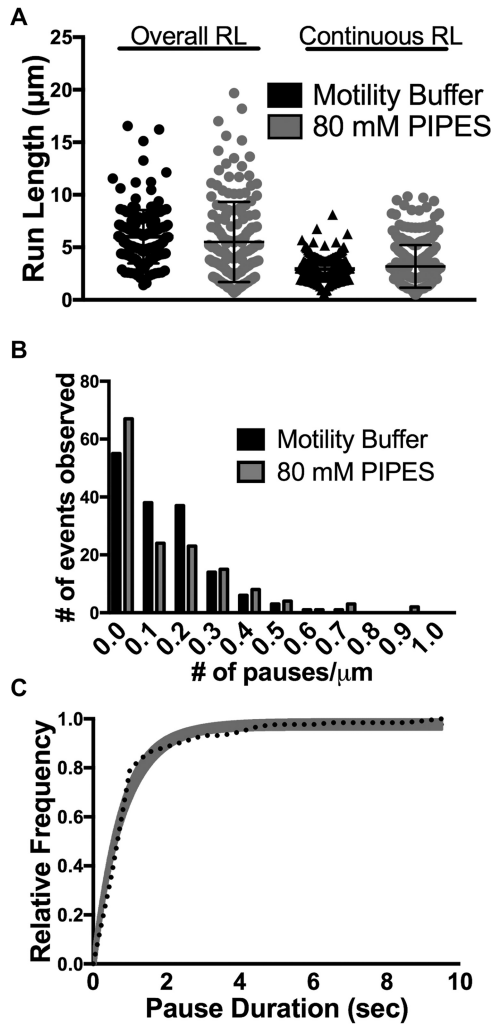 A
Overall RL Continuous RL
Run Length (μm)
25
20
15
10
5
0
Motility Buffer
80 mM PIPES
B
# of events observed
80
60
40
20
0
Motility Buffer
80 mM PIPES
0.0 0.1 0.2 0.3 0.4 0.5 0.6 0.7 0.8 0.9 1.0
# of pauses/μm
C
Relative Frequency
1.0
0.8
0.6
0.4
0.2
0.0
0 2 4 6 8 10
Pause Duration (sec)